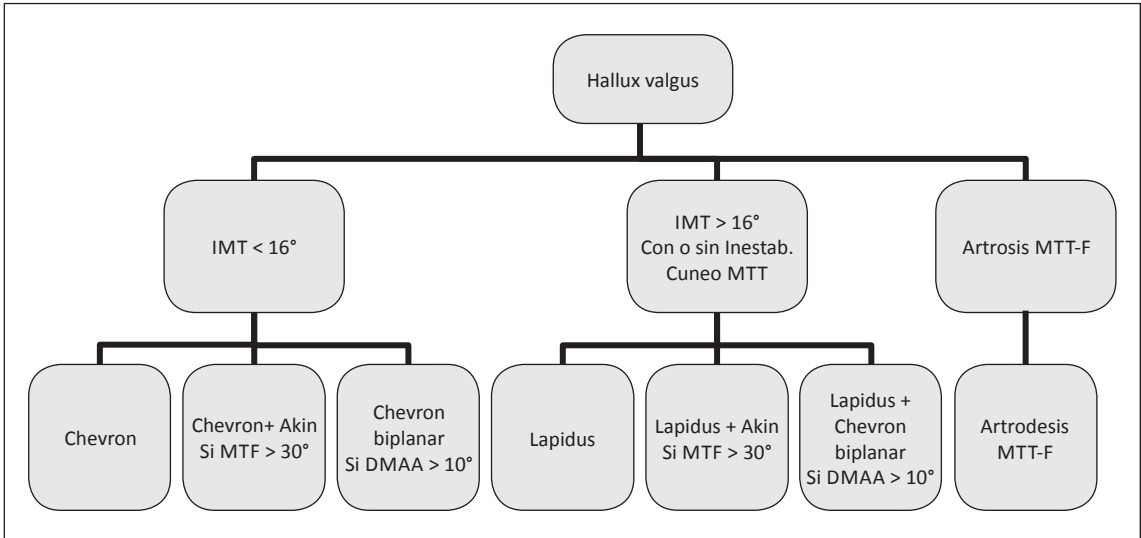 Hallux valgus
IMT < 16°
IMT > 16°
Con o sin Inestab.
Cuneo MTT
Artrosis MTT-F
Chevron
Chevron+ Akin
Si MTF > 30°
Chevron
biplanar
Si DMAA > 10°
Lapidus
Lapidus + Akin
Si MTF > 30°
Lapidus +
Chevron
biplanar
Si DMAA > 10°
Artrodesis
MTT-F